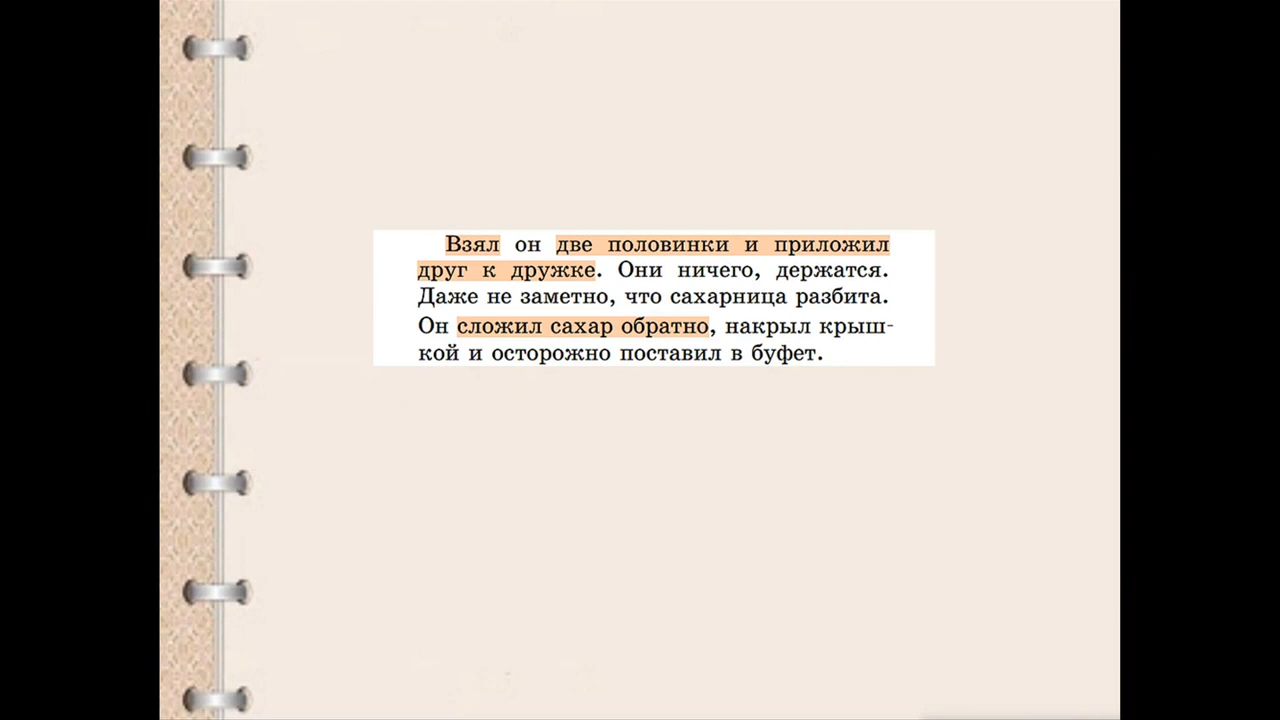 Взял он две половинки и приложил
друг к дружке. Они ничего, держатся.
Даже не заметно, что сахарница разбита.
Он сложил сахар обратно, накрыл крыш-
кой и осторожно поставил в буфет.